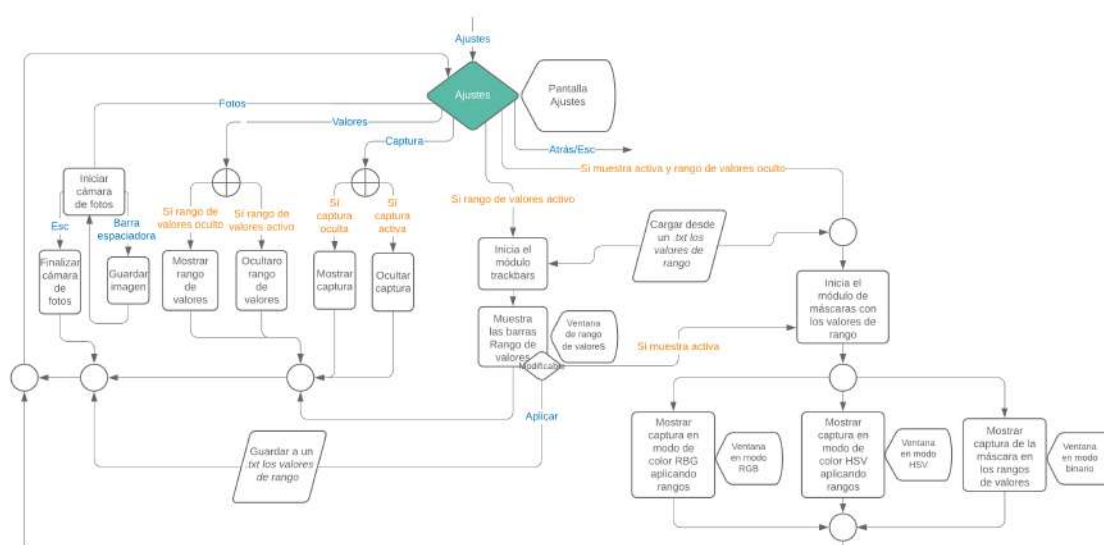 Ajustes
Ajustes
Pantalla
Ajustes
Fotos
Valores
Captura
Atrás/Esc
Si muestra activa y rango de valores oculto
Iniciar
cámara
de fotos
Si rango de valores activo
Esc
Barra
espaciadora
Sí rango de
valores oculto
Sí rango de
valores activo
Sí
captura
oculta
Sí
captura
activa
Cargar desde
un .txt los
valores de
rango
Finalizar
cámara
de
fotos
Guardar
imagen
Mostrar
rango
de
valores
Ocultaro
rango
de
valores
Mostrar
captura
Ocultar
captura
Inicia el
módulo
trackbars
Inicia el
módulo de
máscaras con
los valores de
rango
Muestra
las barras
Rango de
valores
Ventana
de rango
de valoreS
Modificable
Si muestra activa
Aplicar
Guardar a un
.txt los valores
de rango
Mostrar
captura en
modo de
color RBG
aplicando
rangos
Ventana
en modo
RGB
Mostrar
captura en
modo de
color HSV
aplicando
rangos
Ventana
en modo
HSV
Mostrar
captura de la
máscara en
los rangos
de valores
Ventana
en modo
binario